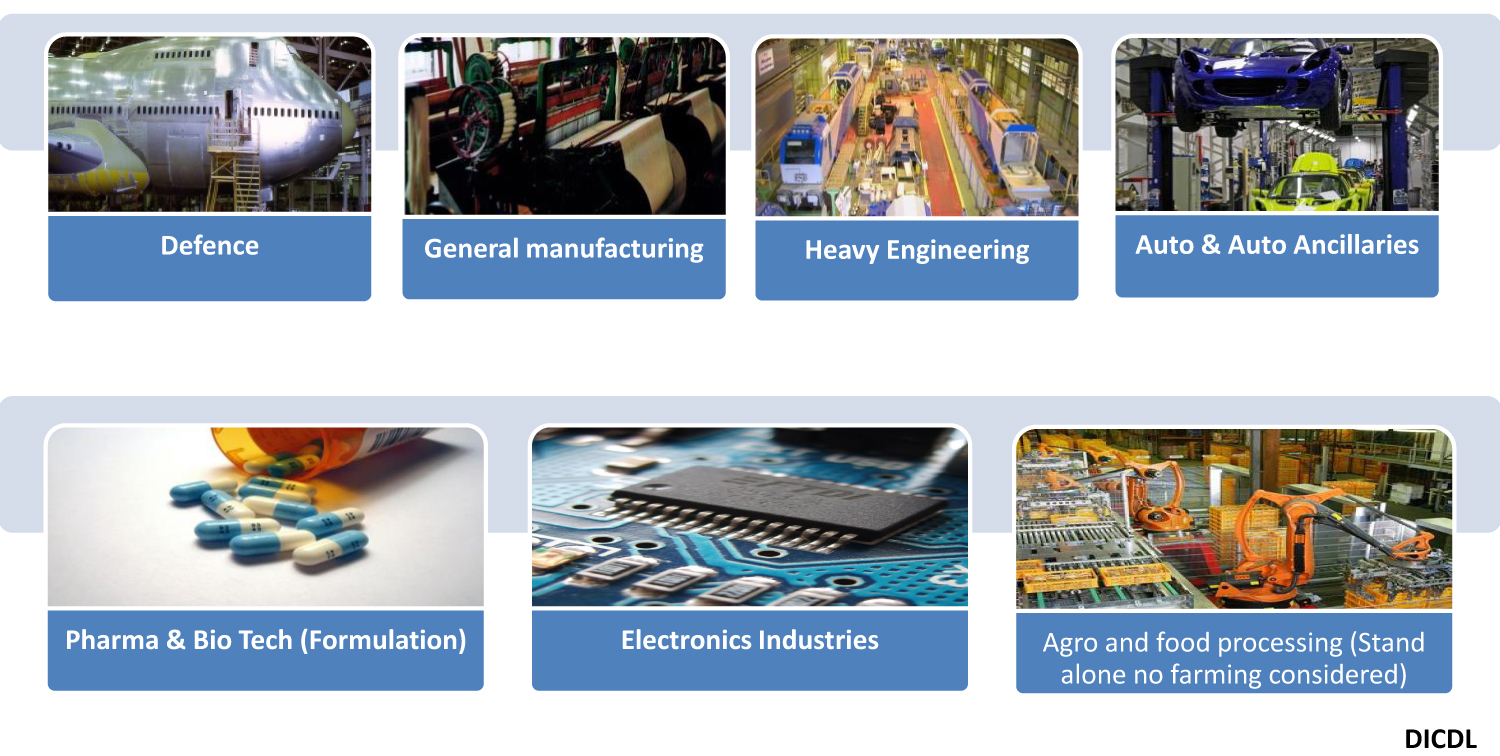 Defence
General manufacturing
Heavy Engineering
Auto & Auto Ancillaries
Pharma & Bio Tech (Formulation)
Electronics Industries
Agro and food processing (Stand
alone no farming considered)
DICDL